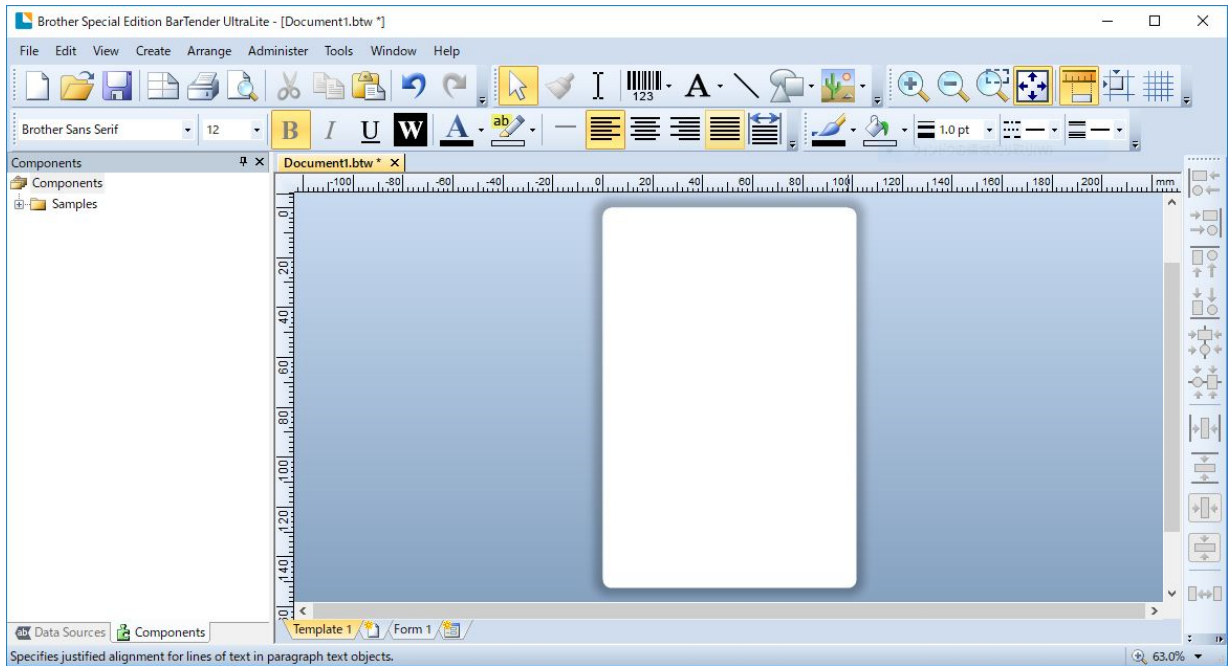 Brother Special Edition BarTender UltraLite - [Document1.btw *]
File Edit View Create Arrange Administer Tools Window Help
123 A
Brother Sans Serif 12 B I U W A ab 1.0 pt
Components
Document1.btw *
Components
Samples
-100 -80 -60 -40 -20 0 20 40 60 80 100 120 140 160 180 200 mm
0
20
40
60
80
100
120
140
Data Sources Components
Template 1 Form 1
Specifies justified alignment for lines of text in paragraph text objects.
63.0%